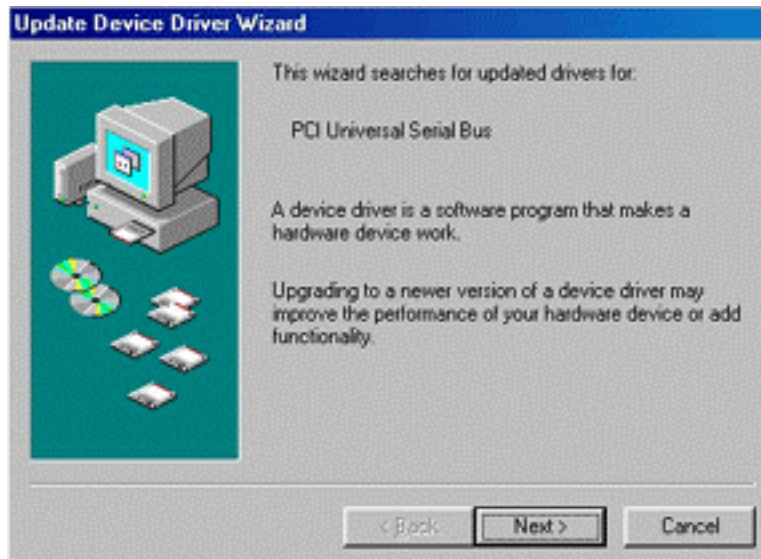 Update Device Driver Wizard
This wizard searches for updated drivers for:
PCI Universal Serial Bus
A device driver is a software program that makes a
hardware device work.
Upgrading to a newer version of a device driver may
improve the performance of your hardware device or add
functionality.
< Back
Next >
Cancel